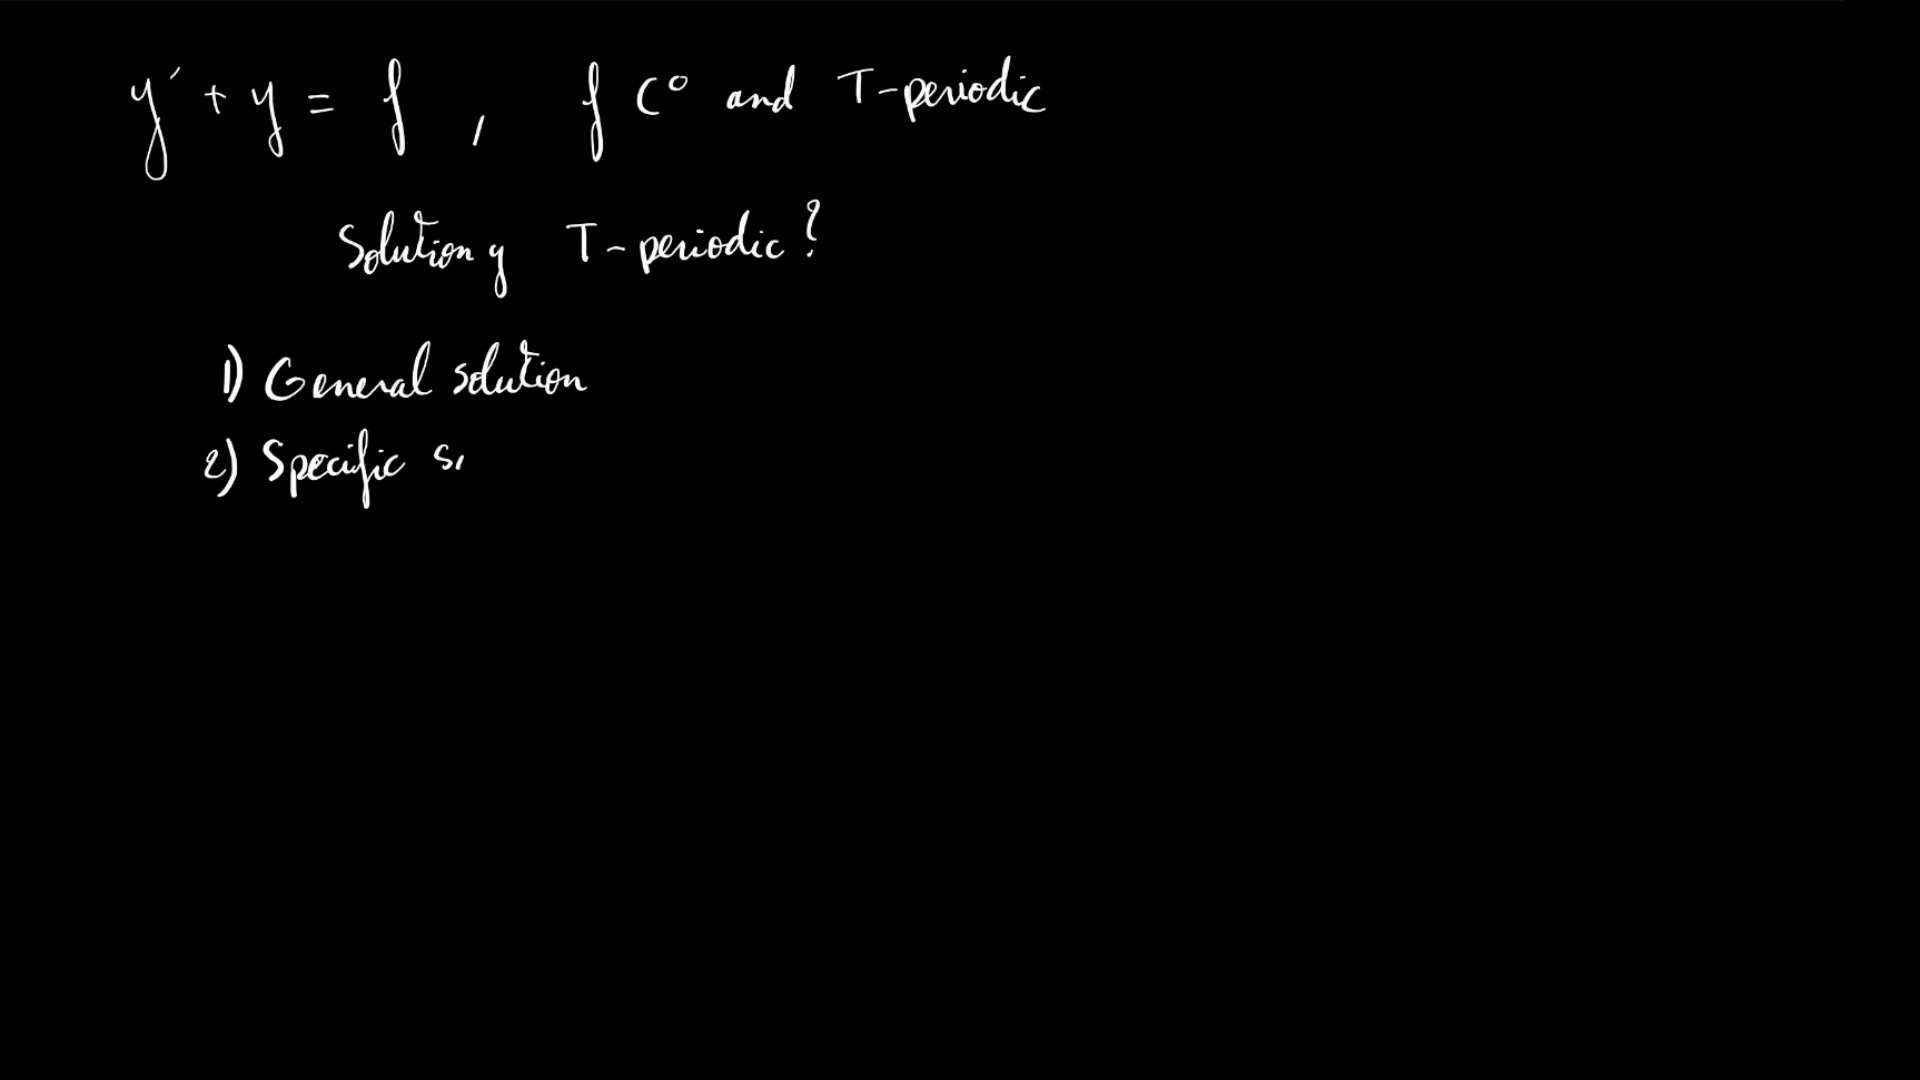 y' + y = f , f C⁰ and T-periodic
Solution y T-periodic ?
1) General solution
2) Specific s